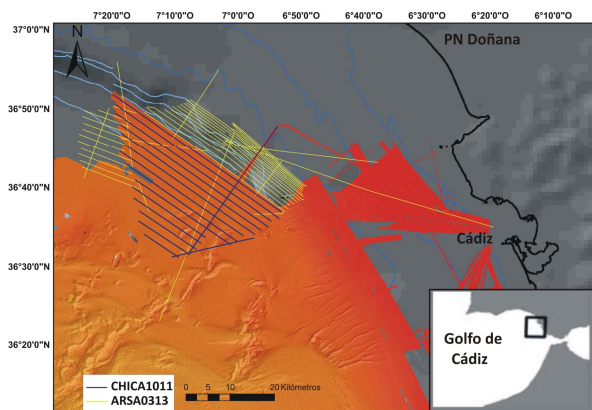 7°20'0"O 7°10'0"O 7°0'0"O 6°50'0"O 6°40'0"O 6°30'0"O 6°20'0"O 6°10'0"O
37°0'0"N
N
PN Doñana
36°50'0"N
36°40'0"N
Cádiz
36°30'0"N
Golfo de
Cádiz
36°20'0"N
CHICA1011
ARSA0313
0 5 10 20 Kilómetros